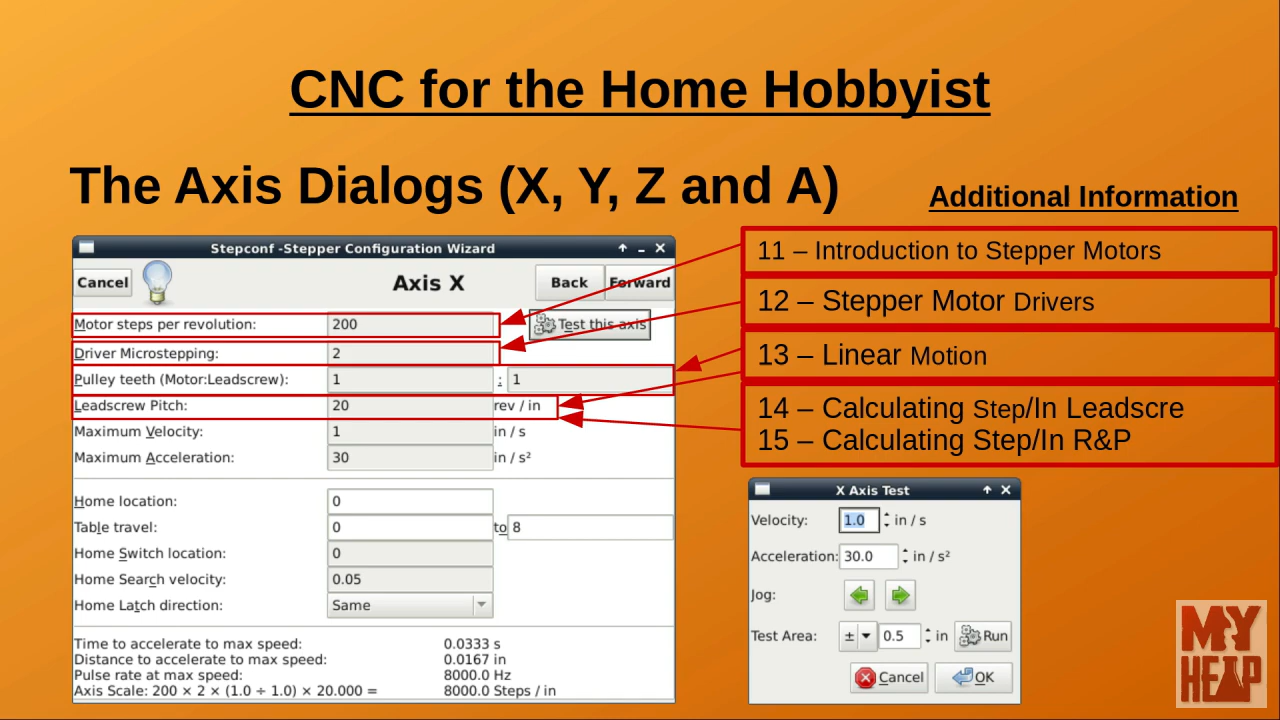 CNC for the Home Hobbyist
The Axis Dialogs (X, Y, Z and A)
Additional Information
Stepconf -Stepper Configuration Wizard
Cancel
Axis X
Back
Forward
Motor steps per revolution: 200
Test this axis
Driver Microstepping: 2
Pulley teeth (Motor:Leadscrew): 1 : 1
Leadscrew Pitch: 20 rev / in
Maximum Velocity: 1 in / s
Maximum Acceleration: 30 in / s²
Home location: 0
Table travel: 0 to 8
Home Switch location: 0
Home Search velocity: 0.05
Home Latch direction: Same
Time to accelerate to max speed: 0.0333 s
Distance to accelerate to max speed: 0.0167 in
Pulse rate at max speed: 8000.0 Hz
Axis Scale: 200 × 2 × (1.0 ÷ 1.0) × 20.000 = 8000.0 Steps / in
11 – Introduction to Stepper Motors
12 – Stepper Motor Drivers
13 – Linear Motion
14 – Calculating Step/In Leadscre
15 – Calculating Step/In R&P
X Axis Test
Velocity: 1.0 in / s
Acceleration: 30.0 in / s²
Jog:
Test Area: ± 0.5 in Run
Cancel OK
MY
HEAP